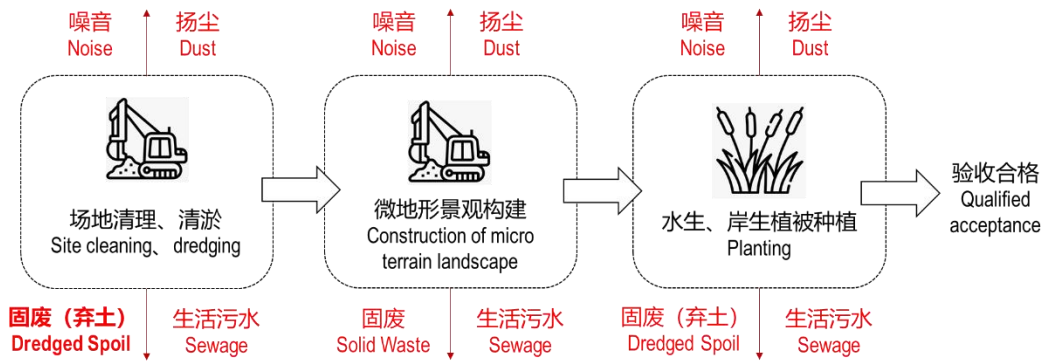 噪音 扬尘
Noise Dust
噪音 扬尘
Noise Dust
噪音 扬尘
Noise Dust
场地清理、清淤
Site cleaning、dredging
微地形景观构建
Construction of micro
terrain landscape
水生、岸生植被种植
Planting
验收合格
Qualified
acceptance
固废（弃土） 生活污水
Dredged Spoil Sewage
固废 生活污水
Solid Waste Sewage
固废（弃土） 生活污水
Dredged Spoil Sewage